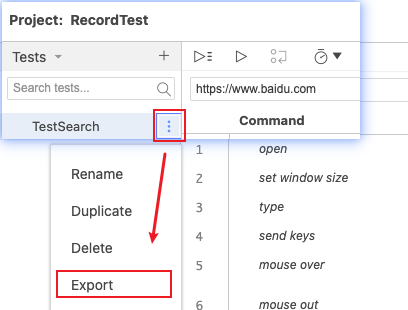 Project: RecordTest
Tests
Search tests...
https://www.baidu.com
TestSearch
Command
Rename
Duplicate
Delete
Export
1 open
2 set window size
3 type
4 send keys
5 mouse over
6 mouse out